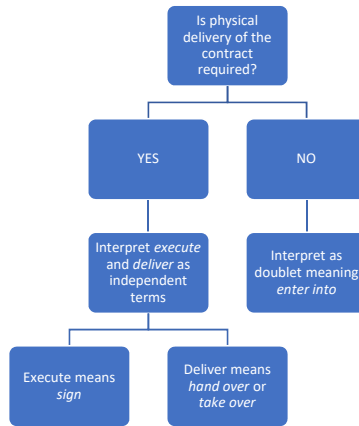 Is physical
delivery of the
contract
required?
YES
NO
Interpret execute
and deliver as
independent
terms
Interpret as
doublet meaning
enter into
Execute means
sign
Deliver means
hand over or
take over